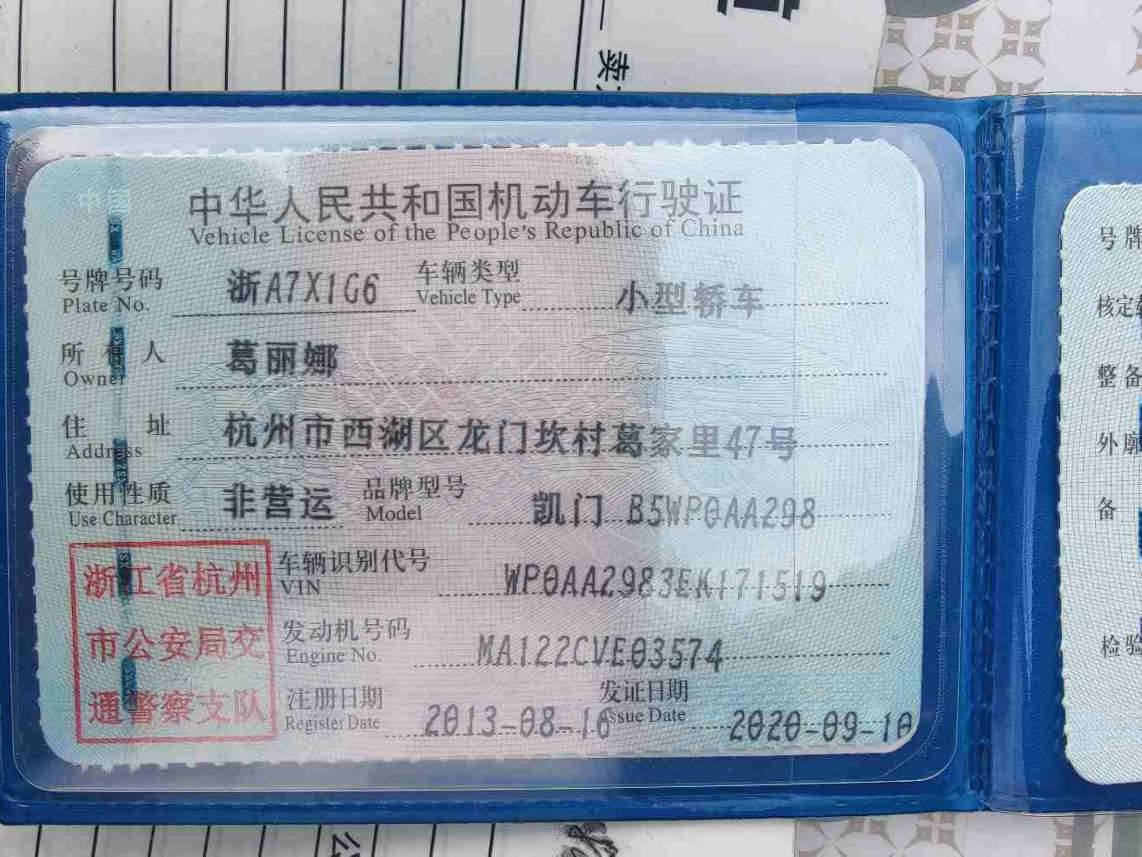 卖
中华人民共和国机动车行驶证
Vehicle License of the People's Republic of China
号牌号码 浙A7X1G6 车辆类型 小型轿车
Plate No. Vehicle Type
所有人 葛丽娜
Owner
住址 杭州市西湖区龙门坎村葛家里47号
Address
使用性质 非营运 品牌型号 凯门 B5WP0AA298
Use Character Model
浙江省杭州
市公安局交
通警察支队
车辆识别代号 WP0AA2983EK171519
VIN
发动机号码 MA122CVE03574
Engine No.
注册日期 2013-08-16 发证日期 2020-09-10
Register Date Issue Date
号牌
核定
整备
外廓
备
检验